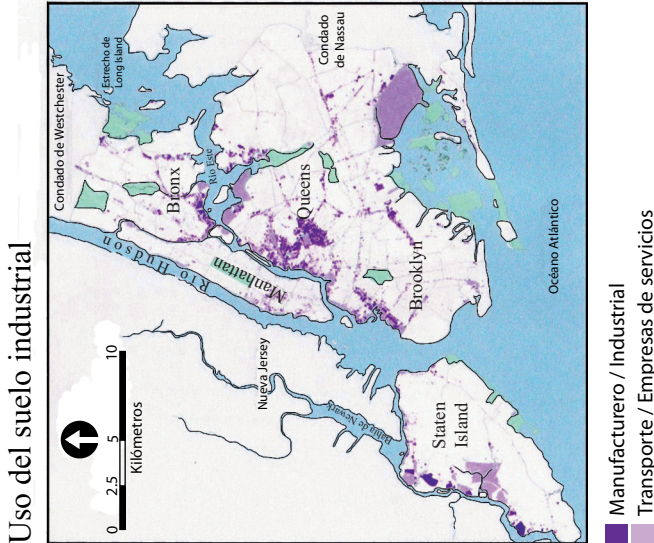 Uso del suelo industrial
Condado de Westchester
Estrecho de
Long Island
Condado
de Nassau
Bronx
Río Este
Río Hudson
Manhattan
Queens
Brooklyn
0 2.5 5 10
Kilómetros
Nueva Jersey
Bahía de Newark
Staten
Island
Océano Atlántico
Manufacturero / Industrial
Transporte / Empresas de servicios